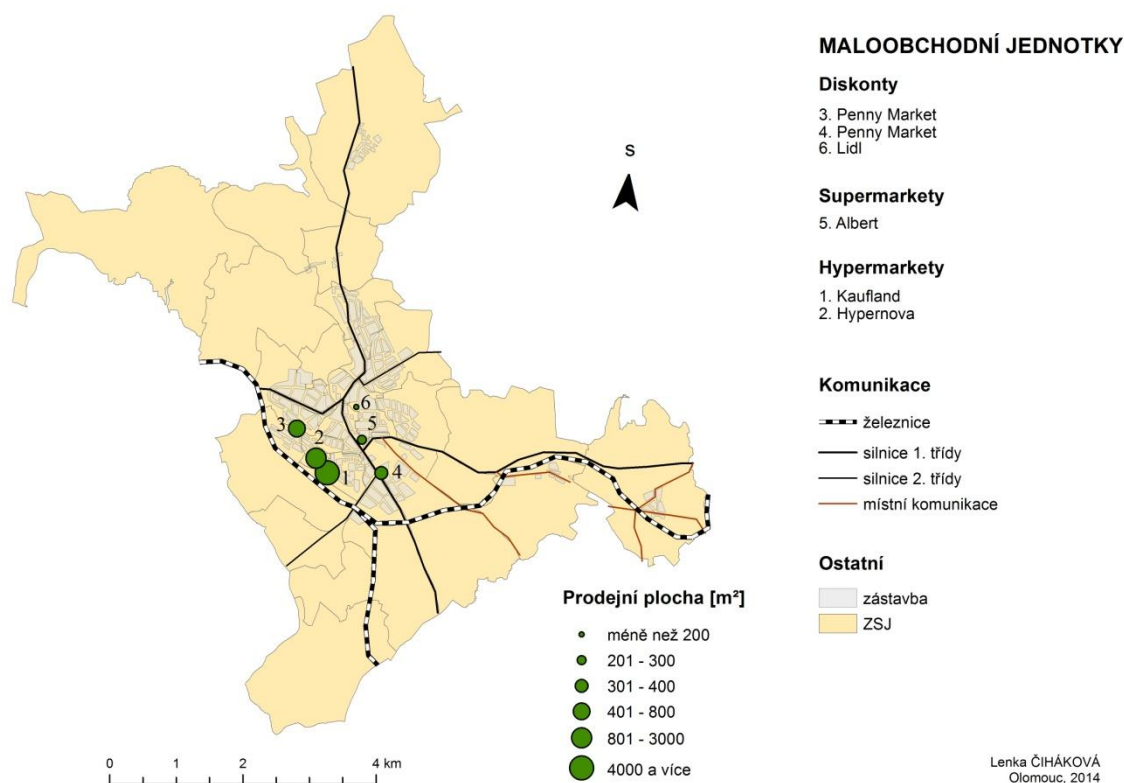 MALOOBCHODNÍ JEDNOTKY
Diskonty
3. Penny Market
4. Penny Market
6. Lidl
S
Supermarkety
5. Albert
Hypermarkety
1. Kaufland
2. Hypernova
Komunikace
železnice
silnice 1. třídy
silnice 2. třídy
místní komunikace
Ostatní
zástavba
ZSJ
6
5
3
2
1
4
Prodejní plocha [m²]
méně než 200
201 - 300
301 - 400
401 - 800
801 - 3000
4000 a více
0 1 2 4 km
Lenka ČIHÁKOVÁ
Olomouc, 2014